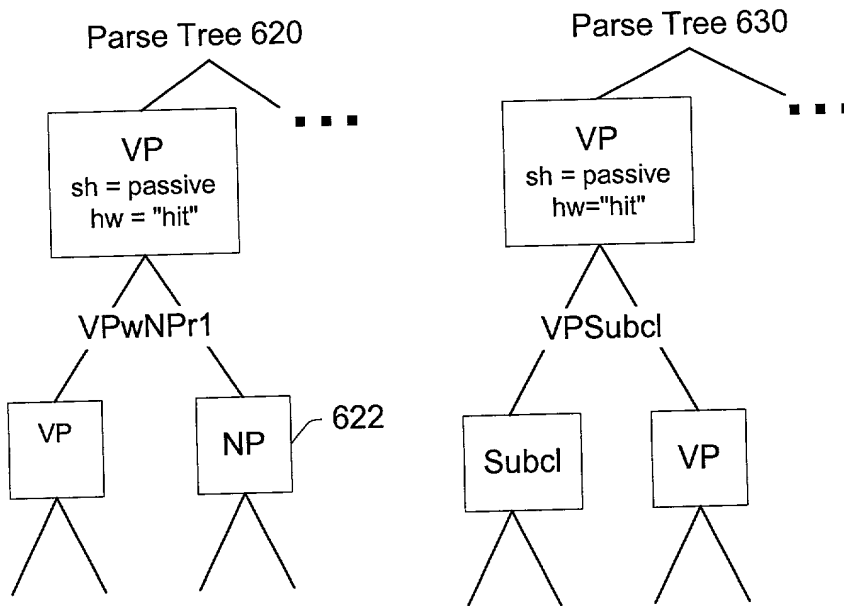 Parse Tree 620
VP
sh = passive
hw = "hit"
VPwNPr1
VP
NP
622
Parse Tree 630
VP
sh = passive
hw="hit"
VPSubcl
Subcl
VP